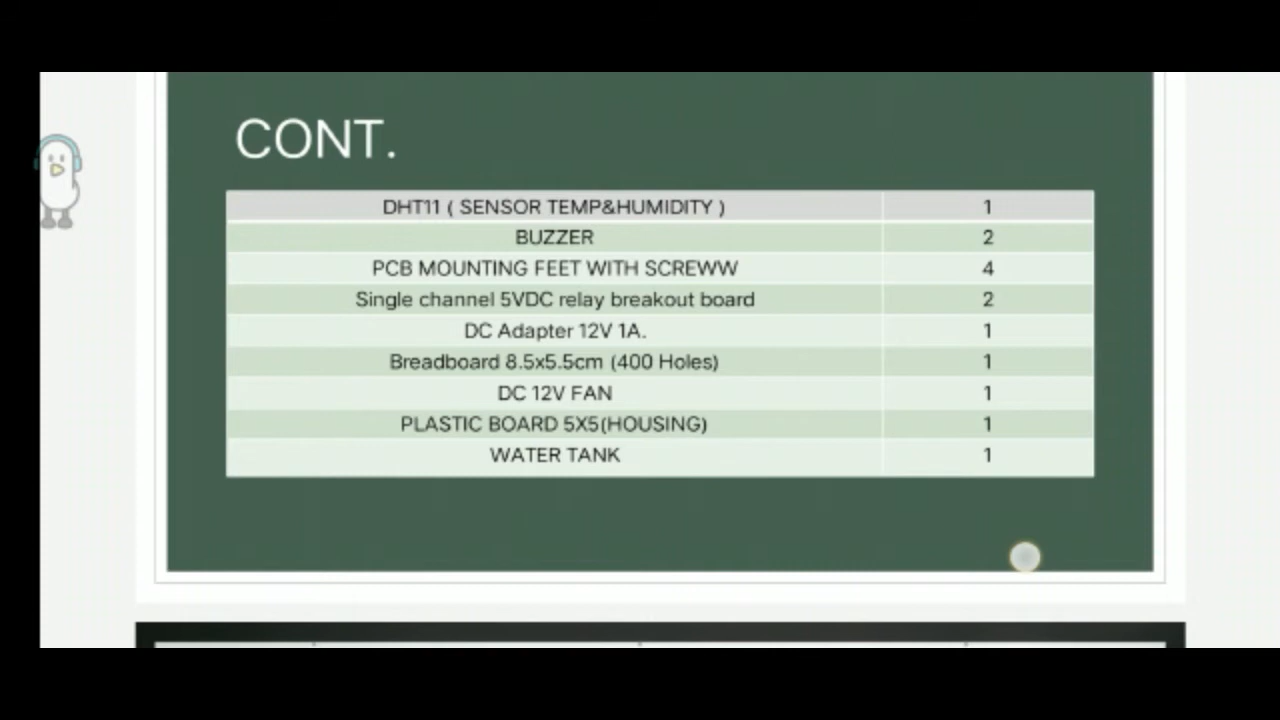 CONT.
DHT11 ( SENSOR TEMP&HUMIDITY ) 1
BUZZER 2
PCB MOUNTING FEET WITH SCREWW 4
Single channel 5VDC relay breakout board 2
DC Adapter 12V 1A. 1
Breadboard 8.5x5.5cm (400 Holes) 1
DC 12V FAN 1
PLASTIC BOARD 5X5(HOUSING) 1
WATER TANK 1